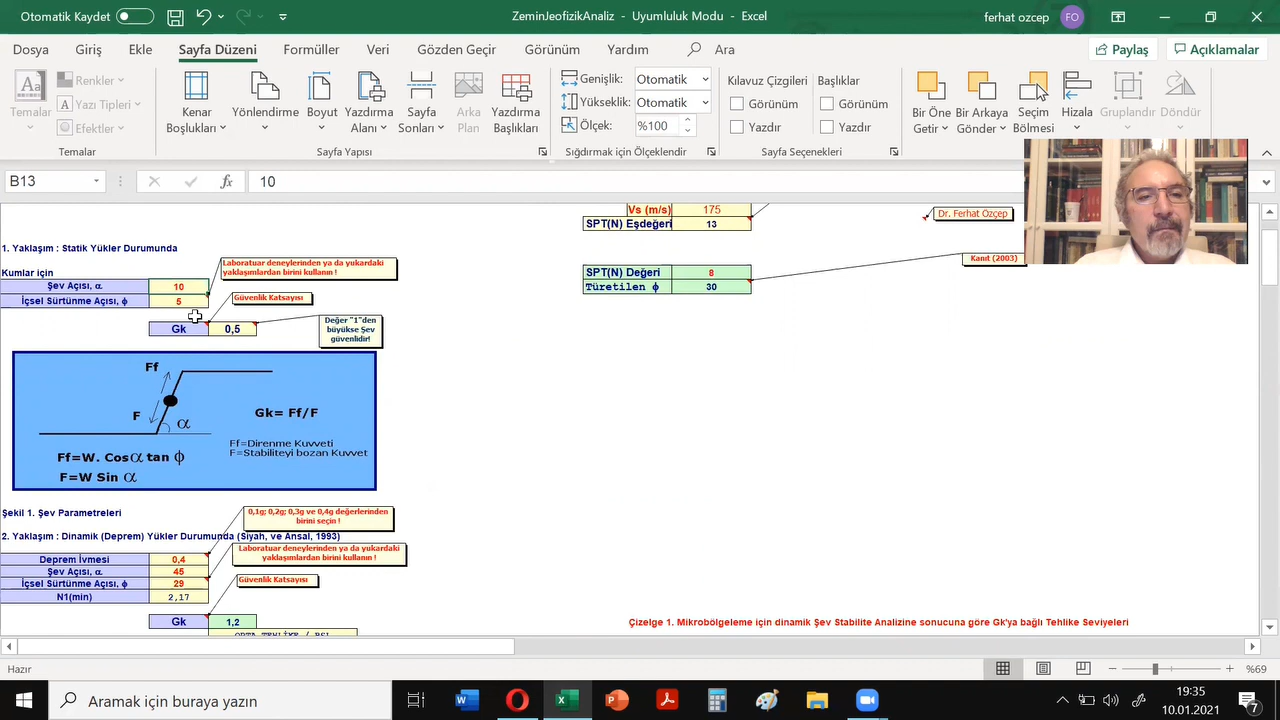 Otomatik Kaydet
ZeminJeofizikAnaliz - Uyumluluk Modu - Excel
ferhat ozcep
FO
Dosya Giriş Ekle Sayfa Düzeni Formüller Veri Gözden Geçir Görünüm Yardım Ara
Paylaş
Açıklamalar
Temalar
Renkler
Yazı Tipleri
Efektler
Kenar Boşlukları
Yönlendirme
Boyut
Yazdırma Alanı
Sayfa Sonları
Arka Plan
Yazdırma Başlıkları
Genişlik: Otomatik
Yükseklik: Otomatik
Ölçek: %100
Kılavuz Çizgileri
Görünüm
Yazdır
Başlıklar
Görünüm
Yazdır
Bir Öne Getir
Bir Arkaya Gönder
Seçim Bölmesi
Hizala
Gruplandır
Döndür
Temalar
Sayfa Yapısı
Sığdırmak için Ölçeklendir
Sayfa Seçenekleri
B13
fx
10
Vs (m/s) 175
SPT(N) Eşdeğeri 13
Dr. Ferhat Özçep
1. Yaklaşım : Statik Yükler Durumunda
Kanıt (2003)
Laboratuar deneylerinden ya da yukardaki
yaklaşımlardan birini kullanın !
Kumlar için
SPT(N) Değeri 8
Türetilen ϕ 30
Şev Açısı, α 10
İçsel Sürtünme Açısı, ϕ 5
Güvenlik Katsayısı
Gk 0,5
Değer "1"den
büyükse Şev
güvenlidir!
Ff
F
α
Gk= Ff/F
Ff=Direnme Kuvveti
F=Stabiliteyi bozan Kuvvet
Ff=W. Cosα tan ϕ
F=W Sin α
Şekil 1. Şev Parametreleri
0,1g; 0,2g; 0,3g ve 0,4g değerlerinden
birini seçin !
2. Yaklaşım : Dinamik (Deprem) Yükler Durumunda (Siyah, ve Ansal, 1993)
Laboratuar deneylerinden ya da yukardaki
yaklaşımlardan birini kullanın !
Deprem İvmesi 0,4
Şev Açısı, α 45
İçsel Sürtünme Açısı, ϕ 29
N1(min) 2,17
Güvenlik Katsayısı
Gk 1,2
Çizelge 1. Mikrobölgeleme için dinamik Şev Stabilite Analizine sonucuna göre Gk'ya bağlı Tehlike Seviyeleri
Hazır
%69
Aramak için buraya yazın
19:35
10.01.2021
7